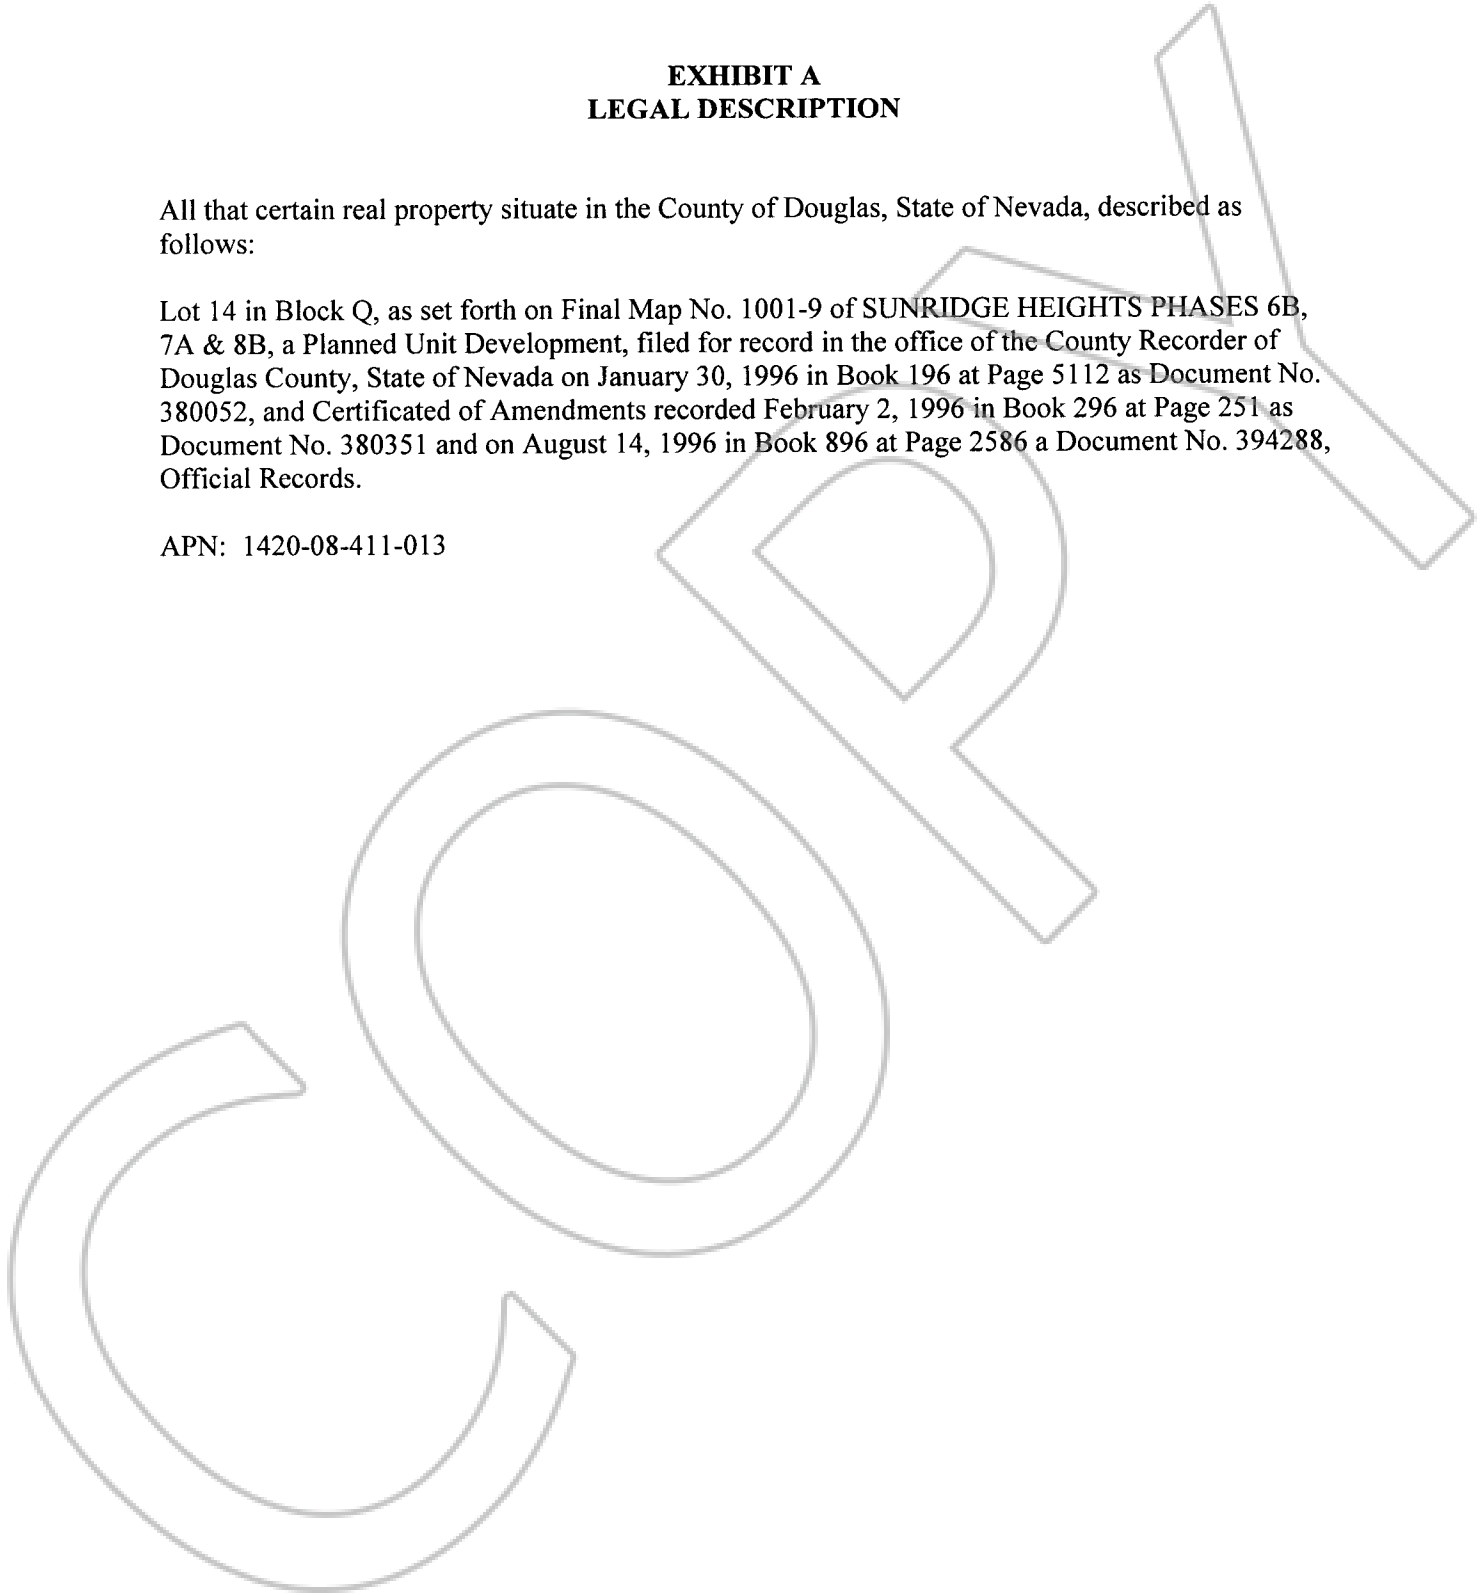 EXHIBIT A
LEGAL DESCRIPTION
All that certain real property situate in the County of Douglas, State of Nevada, described as
follows:
Lot 14 in Block Q, as set forth on Final Map No. 1001-9 of SUNRIDGE HEIGHTS PHASES 6B,
7A & 8B, a Planned Unit Development, filed for record in the office of the County Recorder of
Douglas County, State of Nevada on January 30, 1996 in Book 196 at Page 5112 as Document No.
380052, and Certificated of Amendments recorded February 2, 1996 in Book 296 at Page 251 as
Document No. 380351 and on August 14, 1996 in Book 896 at Page 2586 a Document No. 394288,
Official Records.
APN: 1420-08-411-013
COPY